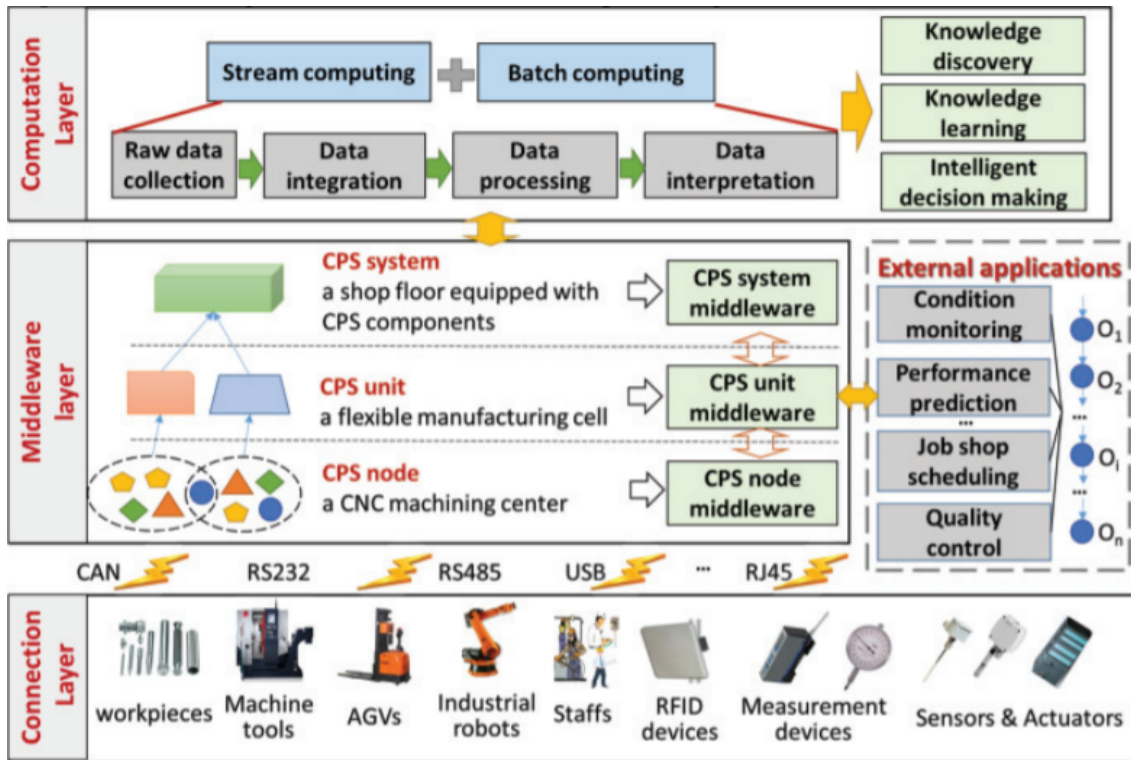 Computation
Layer
Stream computing
Batch computing
Raw data
collection
Data
integration
Data
processing
Data
interpretation
Knowledge
discovery
Knowledge
learning
Intelligent
decision making
Middleware
layer
CPS system
a shop floor equipped with
CPS components
CPS system
middleware
CPS unit
a flexible manufacturing cell
CPS unit
middleware
CPS node
a CNC machining center
CPS node
middleware
External applications
Condition
monitoring
Performance
prediction
...
Job shop
scheduling
Quality
control
O1
O2
...
Oi
...
On
CAN RS232 RS485 USB ... RJ45
Connection
Layer
workpieces
Machine
tools
AGVs
Industrial
robots
Staffs
RFID
devices
Measurement
devices
Sensors & Actuators